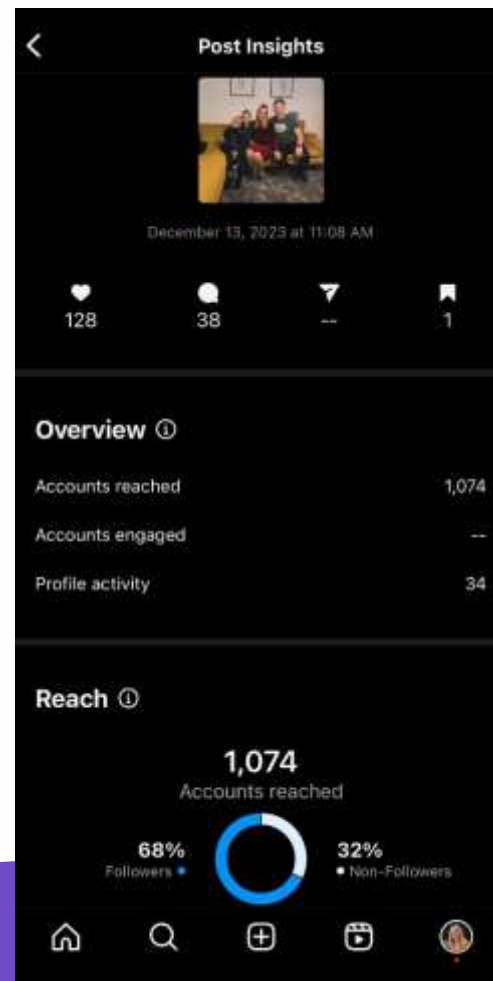 Post Insights
December 13, 2023 at 11:08 AM
128 38 -- 1
Overview
Accounts reached 1,074
Accounts engaged --
Profile activity 34
Reach
1,074
Accounts reached
68% 32%
Followers Non-Followers